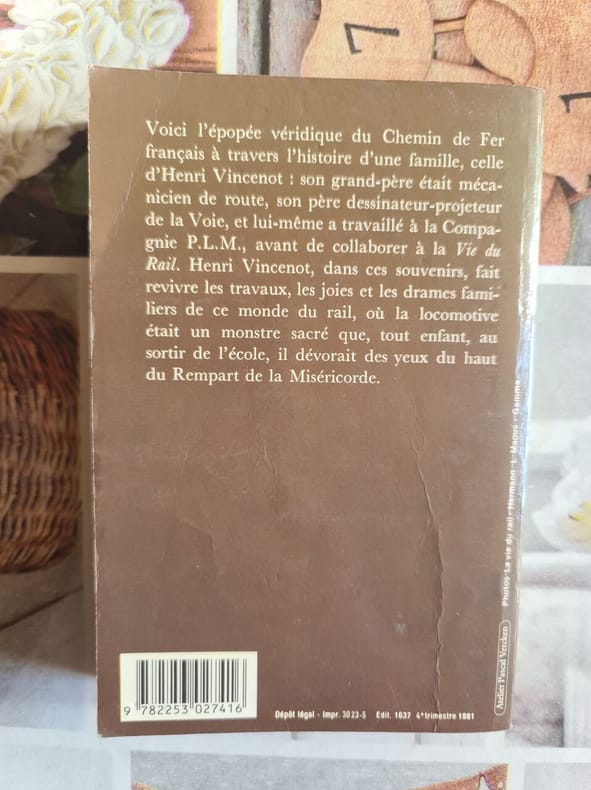 Voici l'épopée véridique du Chemin de Fer
français à travers l'histoire d'une famille, celle
d'Henri Vincenot : son grand-père était méca-
nicien de route, son père dessinateur-projeteur
de la Voie, et lui-même a travaillé à la Compa-
gnie P.L.M., avant de collaborer à la Vie du
Rail. Henri Vincenot, dans ces souvenirs, fait
revivre les travaux, les joies et les drames fami-
liers de ce monde du rail, où la locomotive
était un monstre sacré que, tout enfant, au
sortir de l'école, il dévorait des yeux du haut
du Rempart de la Miséricorde.
Photos La vie du rail - Hermann - L. Maous - Gamma.
Atelier Pascal Vercken
9 782253 027416
Dépôt légal - Impr. 3023-5 Edit. 1637 4e trimestre 1981